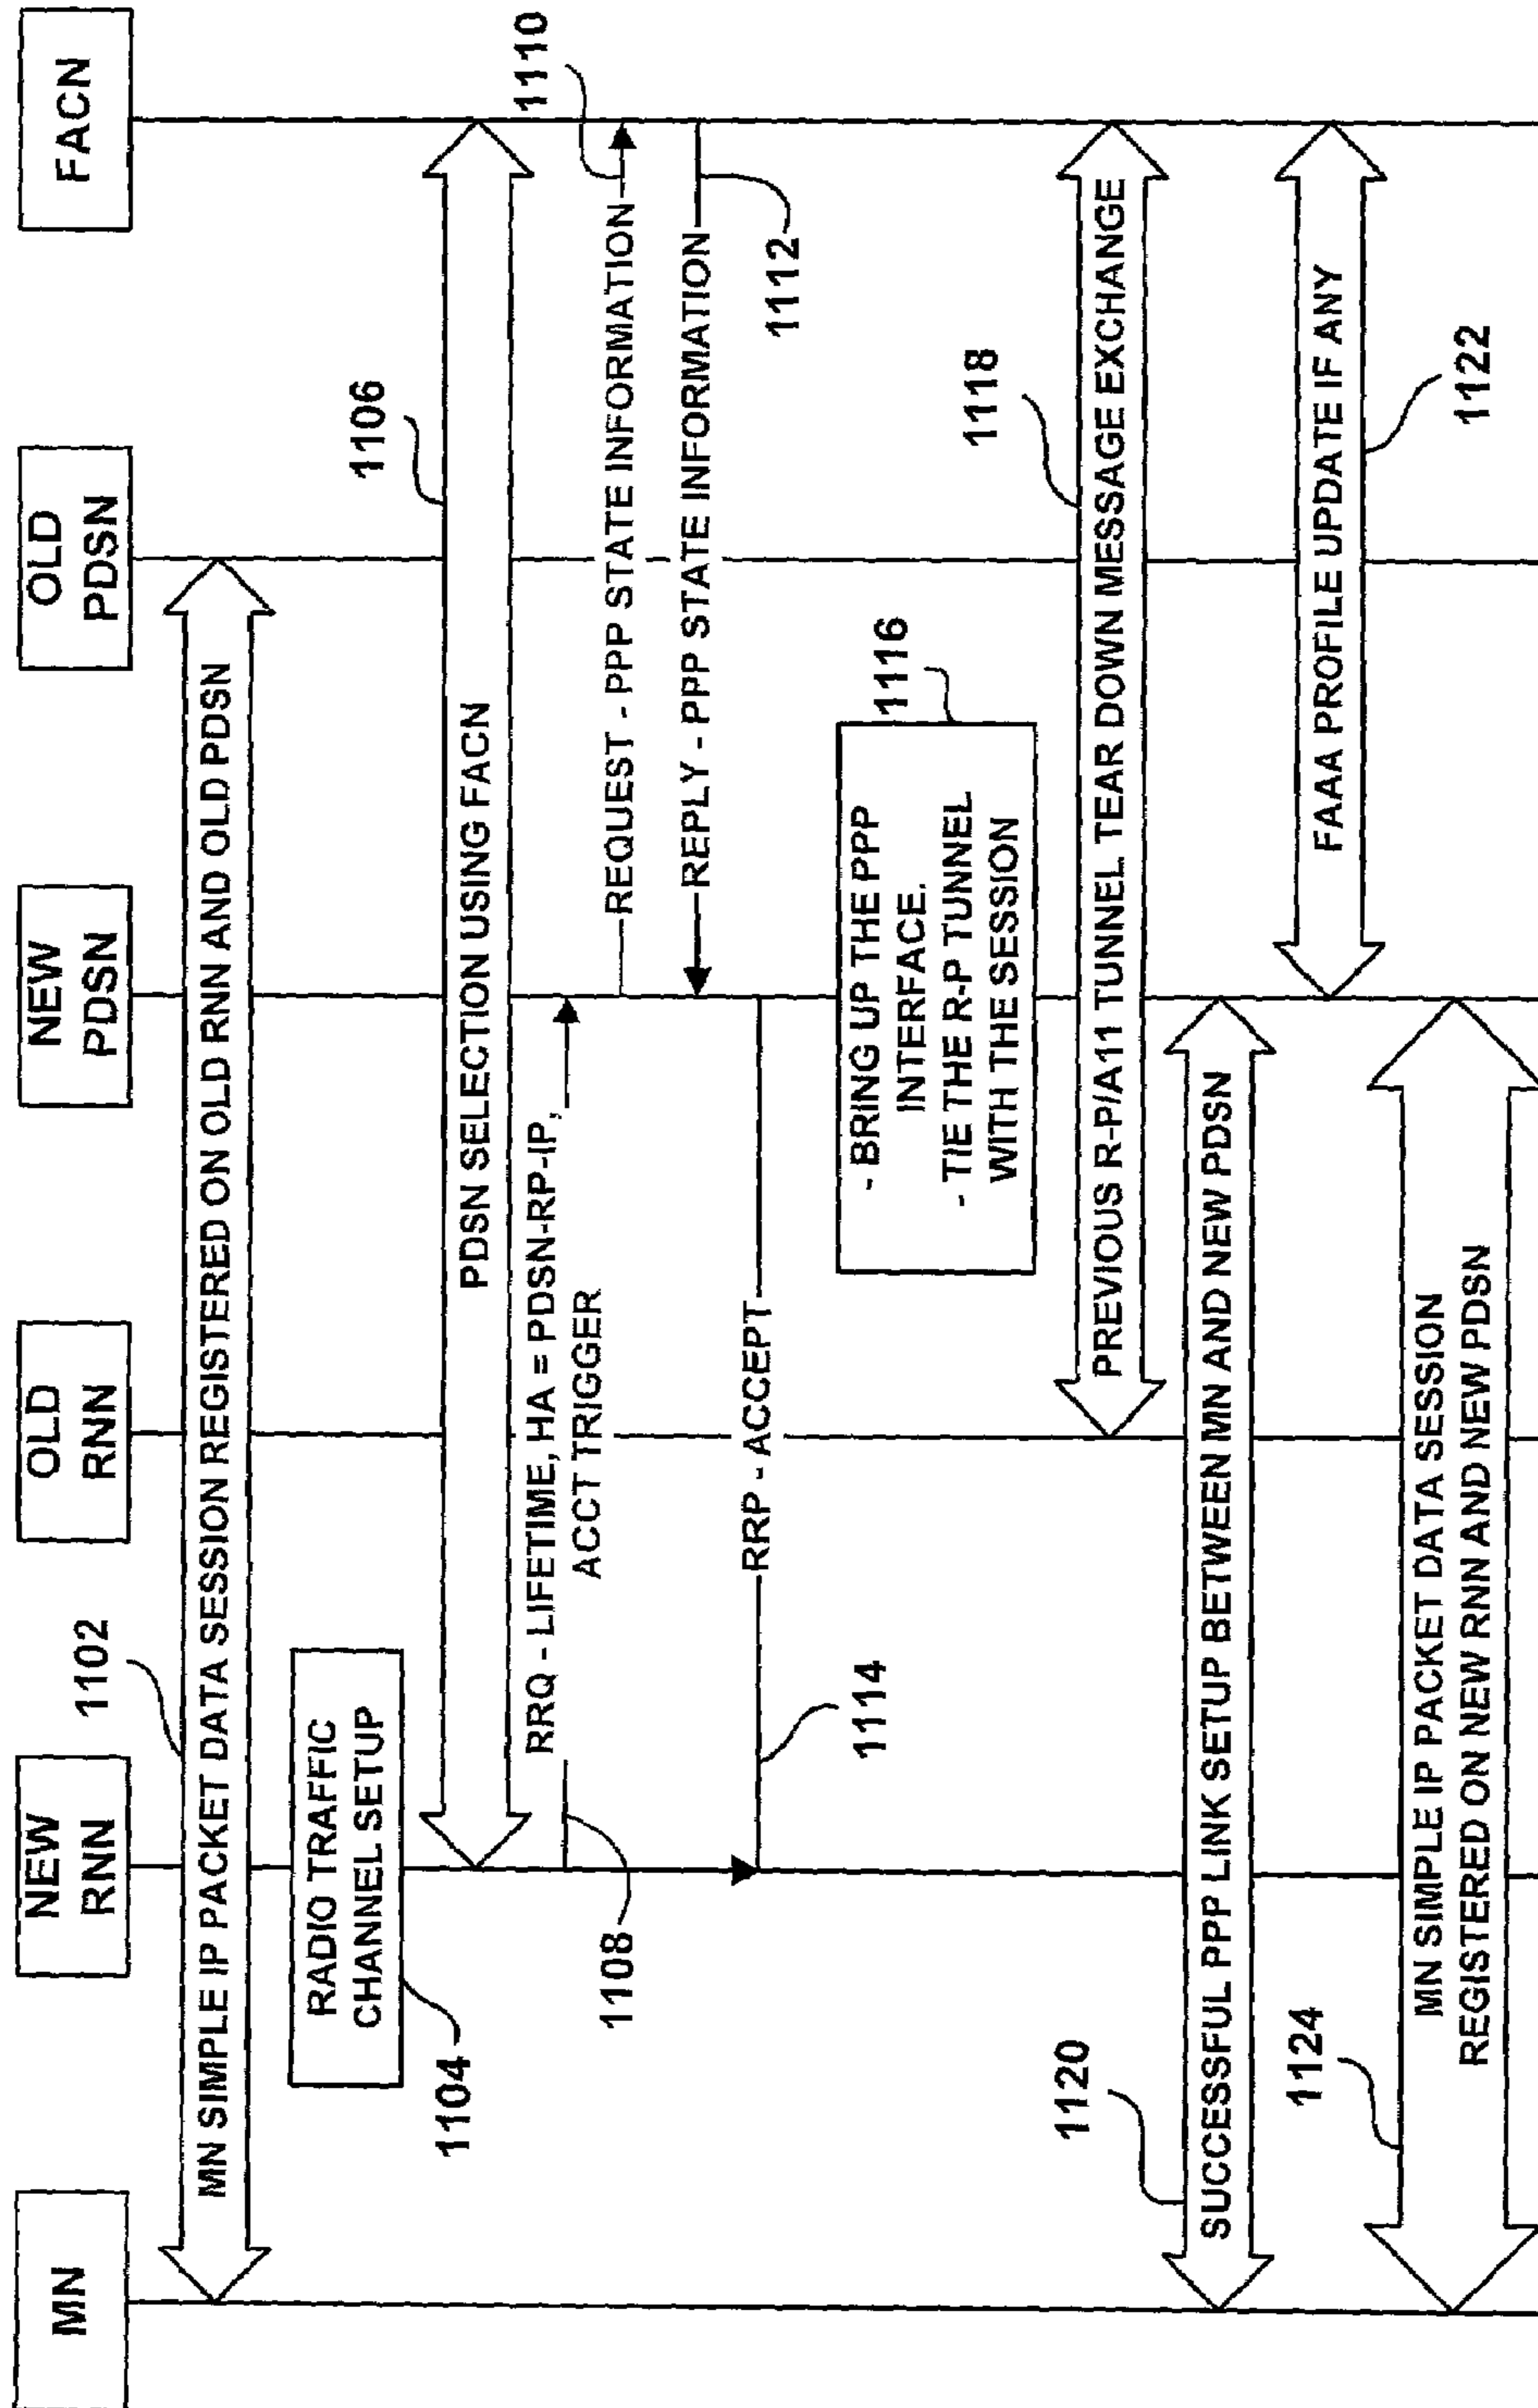 MN
NEW
RNN
OLD
RNN
NEW
PDSN
OLD
PDSN
FACN
1102
MN SIMPLE IP PACKET DATA SESSION REGISTERED ON OLD RNN AND OLD PDSN
RADIO TRAFFIC
CHANNEL SETUP
1104
1106
PDSN SELECTION USING FACN
RRQ - LIFETIME, HA = PDSN-RP-IP,
ACCT TRIGGER
1108
REQUEST - PPP STATE INFORMATION
1110
REPLY - PPP STATE INFORMATION
1112
RRP - ACCEPT
1114
- BRING UP THE PPP
INTERFACE.
- TIE THE R-P TUNNEL
WITH THE SESSION
1116
1118
PREVIOUS R-P/A11 TUNNEL TEAR DOWN MESSAGE EXCHANGE
1120
SUCCESSFUL PPP LINK SETUP BETWEEN MN AND NEW PDSN
FAAA PROFILE UPDATE IF ANY
1122
1124
MN SIMPLE IP PACKET DATA SESSION
REGISTERED ON NEW RNN AND NEW PDSN